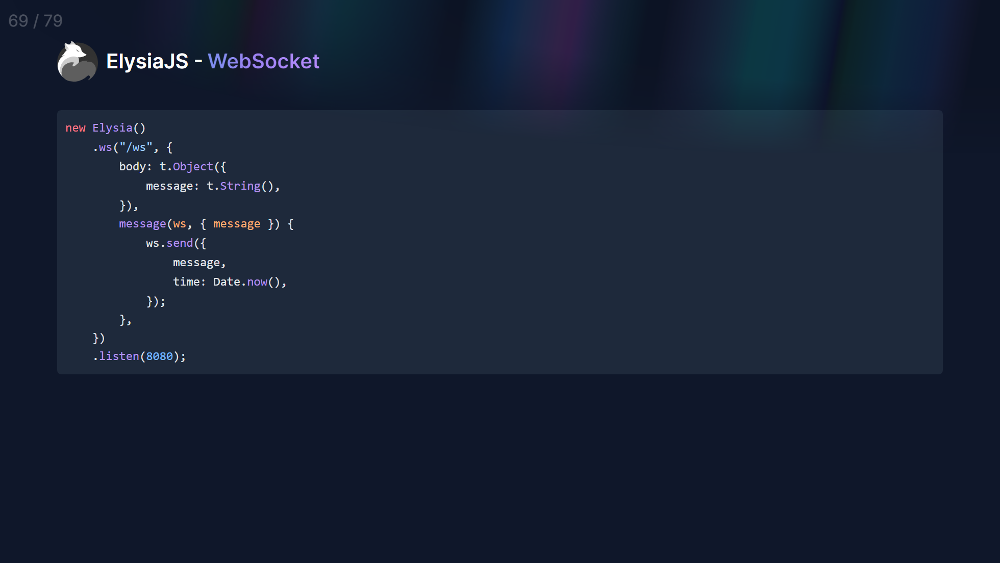 69 / 79
ElysiaJS - WebSocket
new Elysia()
    .ws("/ws", {
        body: t.Object({
            message: t.String(),
        }),
        message(ws, { message }) {
            ws.send({
                message,
                time: Date.now(),
            });
        },
    })
    .listen(8080);